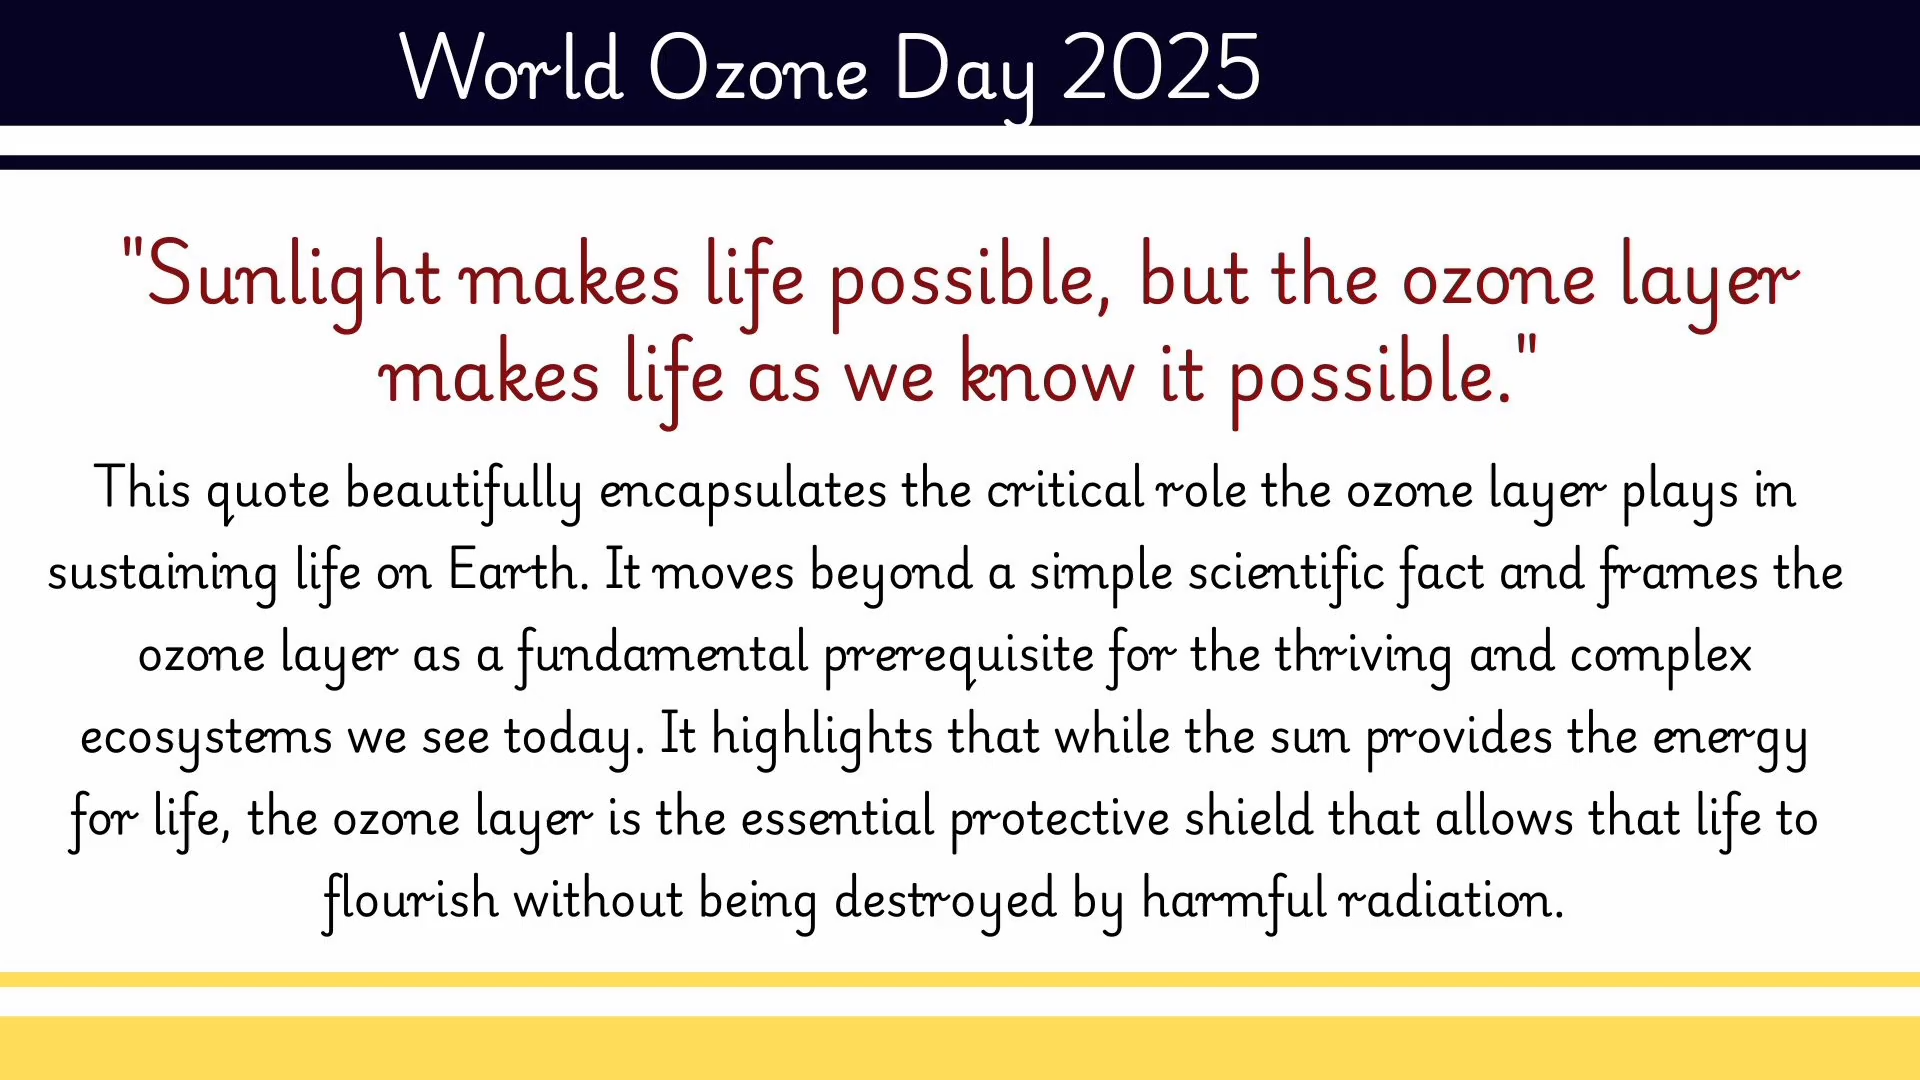 World Ozone Day 2025
"Sunlight makes life possible, but the ozone layer
makes life as we know it possible."
This quote beautifully encapsulates the critical role the ozone layer plays in
sustaining life on Earth. It moves beyond a simple scientific fact and frames the
ozone layer as a fundamental prerequisite for the thriving and complex
ecosystems we see today. It highlights that while the sun provides the energy
for life, the ozone layer is the essential protective shield that allows that life to
flourish without being destroyed by harmful radiation.